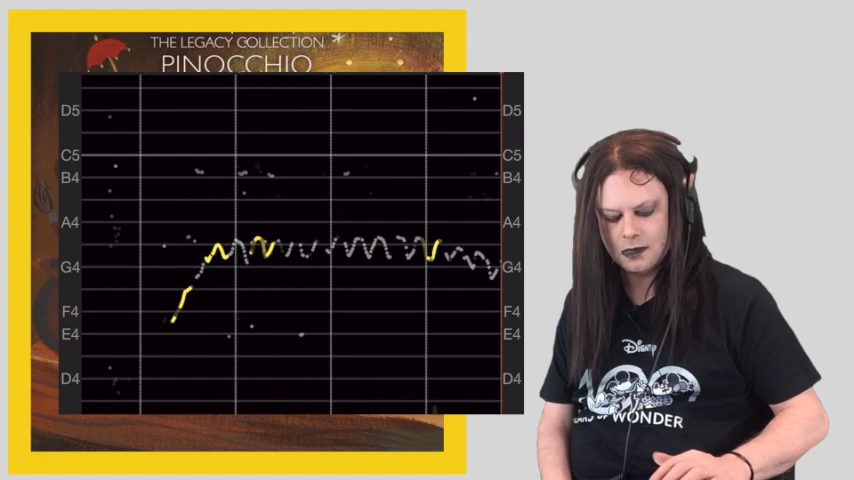 THE LEGACY COLLECTION
PINOCCHIO
D5 D5
C5 C5
B4 B4
A4 A4
G4 G4
F4 F4
E4 E4
D4 D4
Disney
100
YEARS OF WONDER